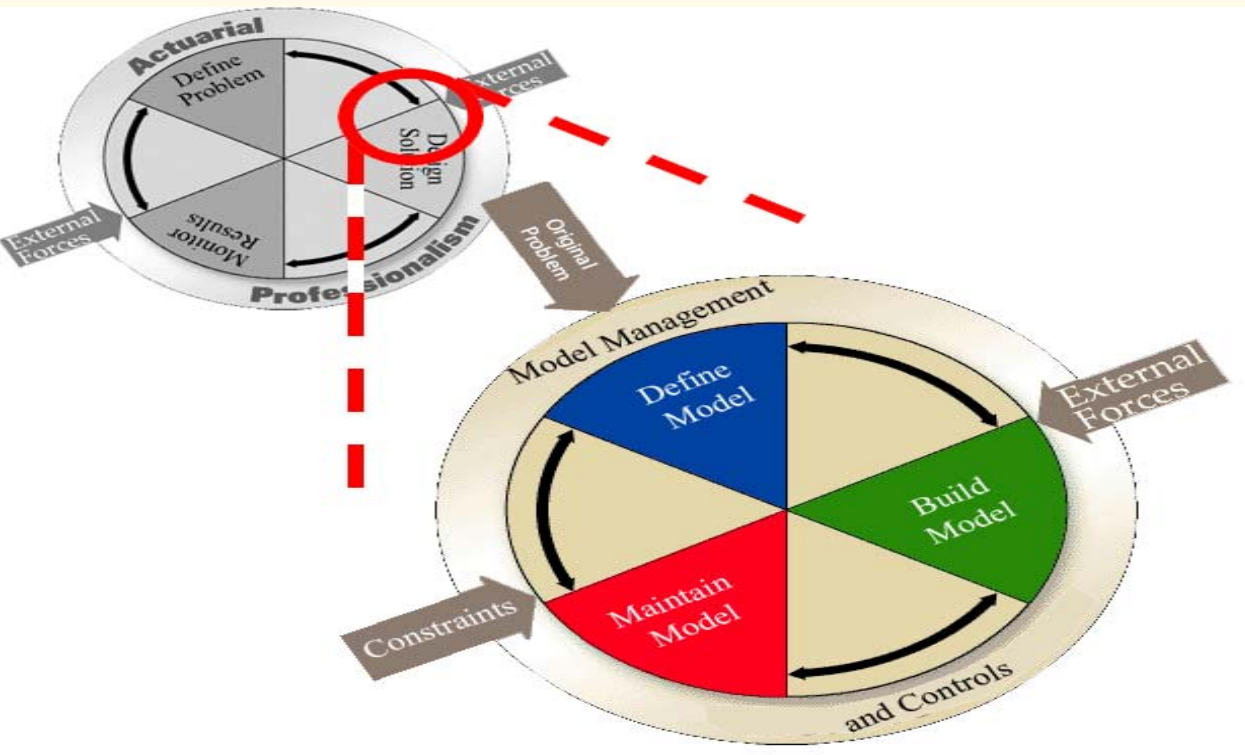 Actuarial
Define
Problem
External
Forces
Design
Solution
Monitor
Results
External
Forces
Professionalism
Original
Problem
Model Management
Define
Model
External
Forces
Build
Model
Maintain
Model
Constraints
and Controls